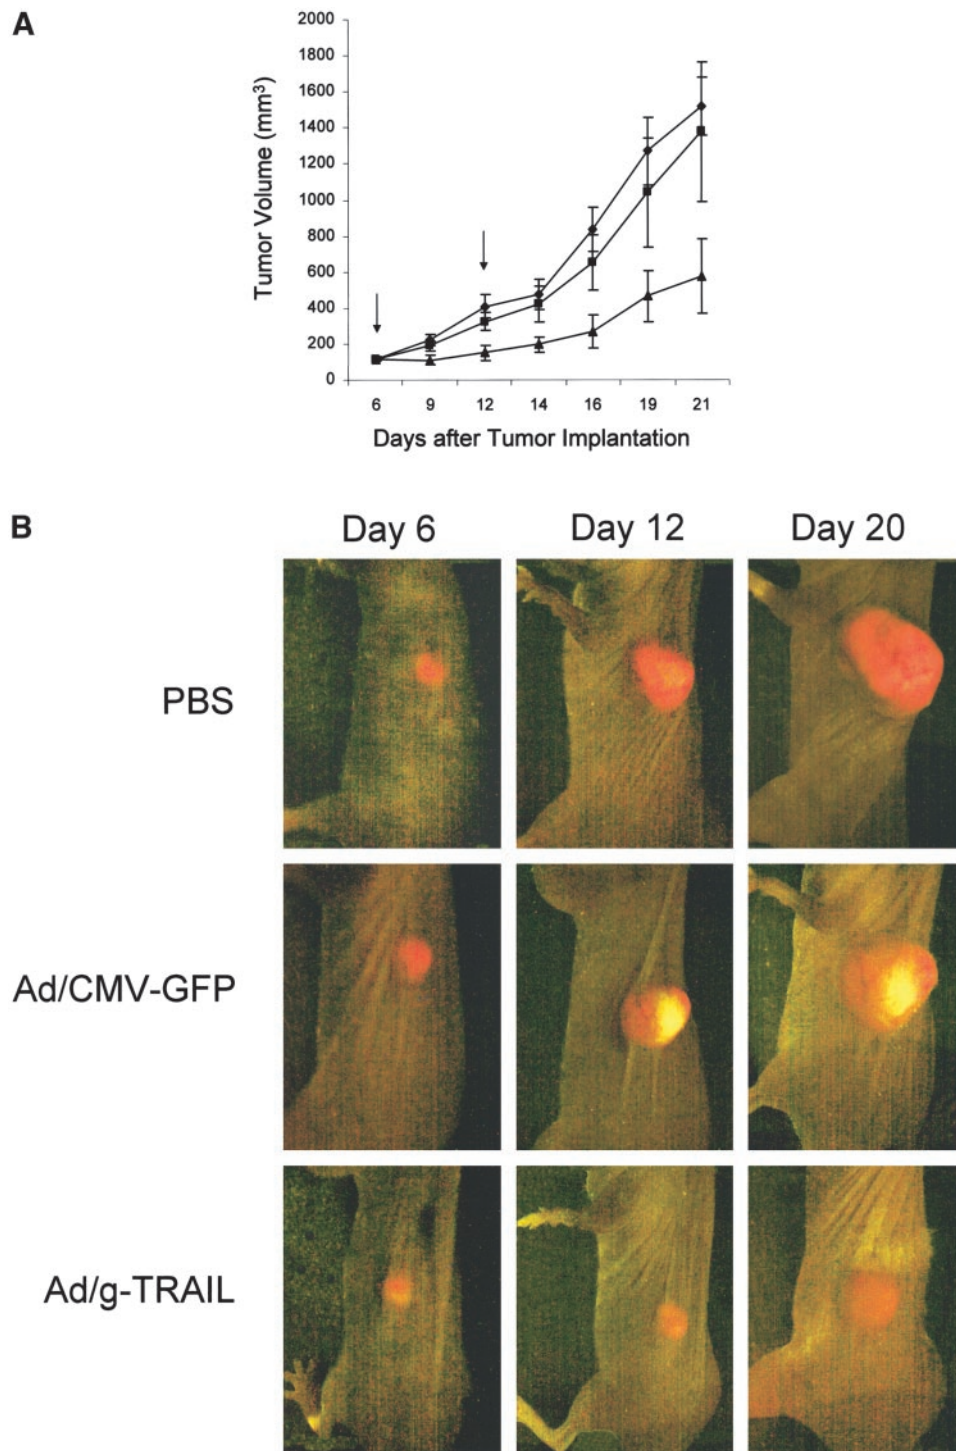 A
Tumor Volume (mm³)
2000
1800
1600
1400
1200
1000
800
600
400
200
0
6 9 12 14 16 19 21
Days after Tumor Implantation
B
Day 6 Day 12 Day 20
PBS
Ad/CMV-GFP
Ad/g-TRAIL